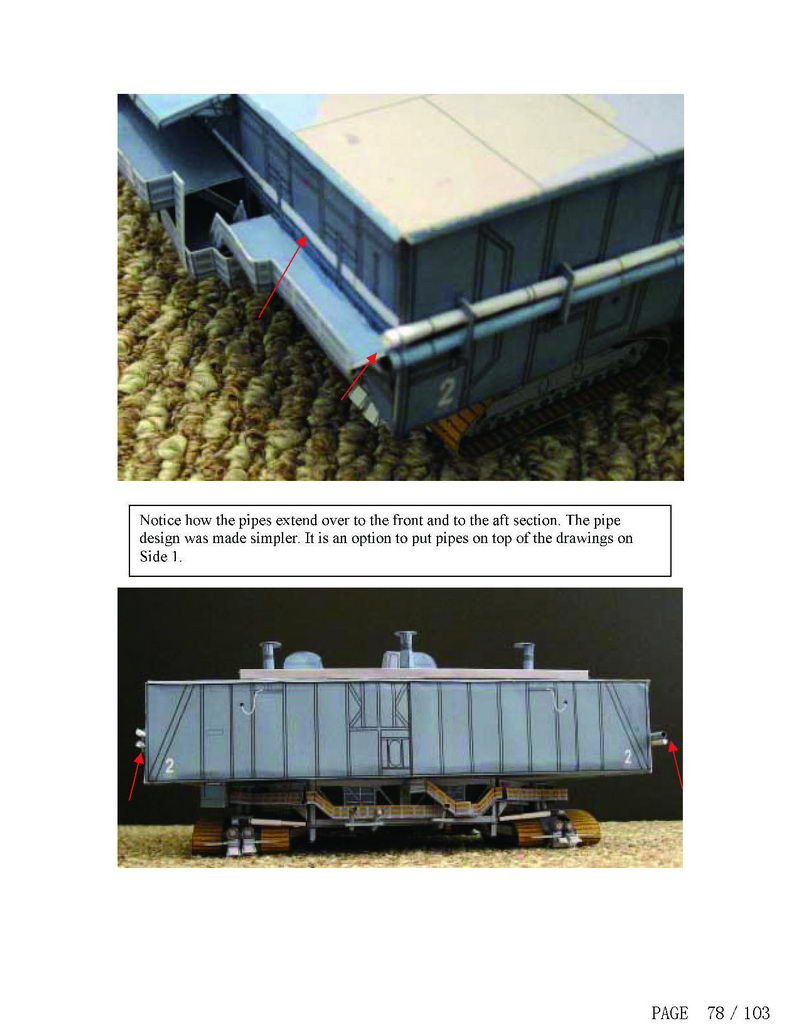 2
Notice how the pipes extend over to the front and to the aft section. The pipe
design was made simpler. It is an option to put pipes on top of the drawings on
Side 1.
2
2
PAGE 78 / 103